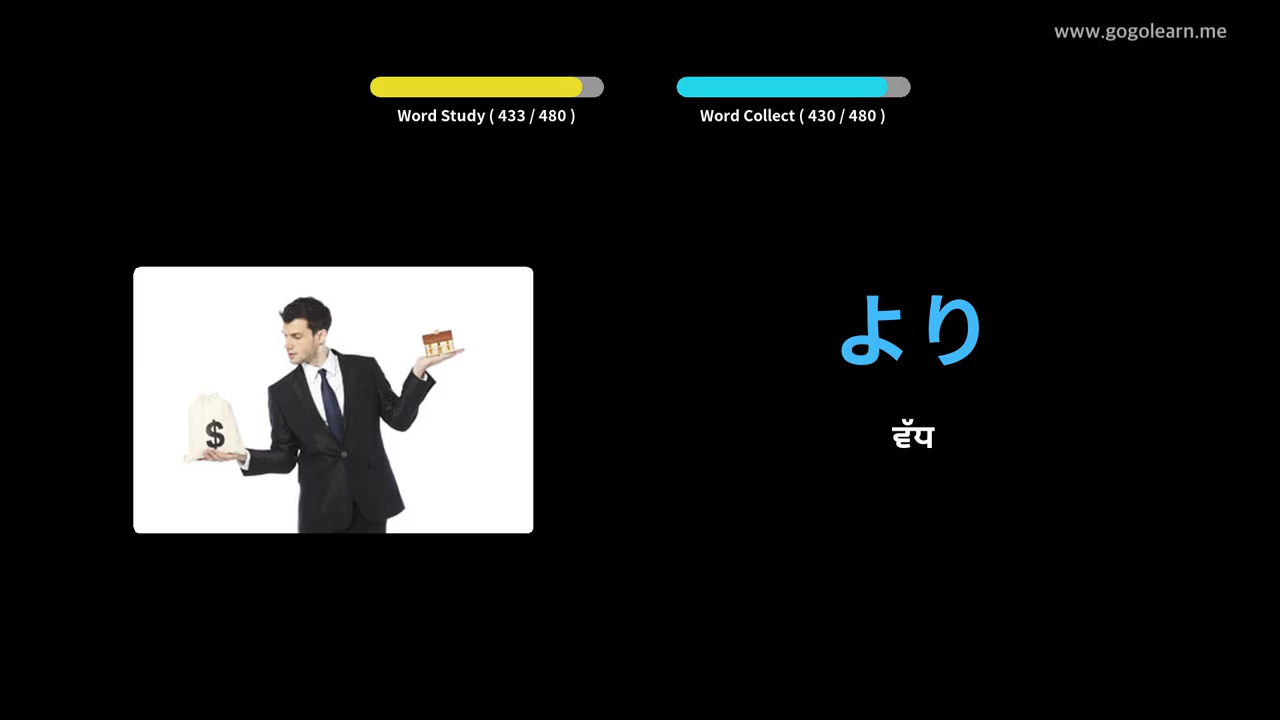 www.gogolearn.me
Word Study ( 433 / 480 )
Word Collect ( 430 / 480 )
より
ਵੱਧ
$